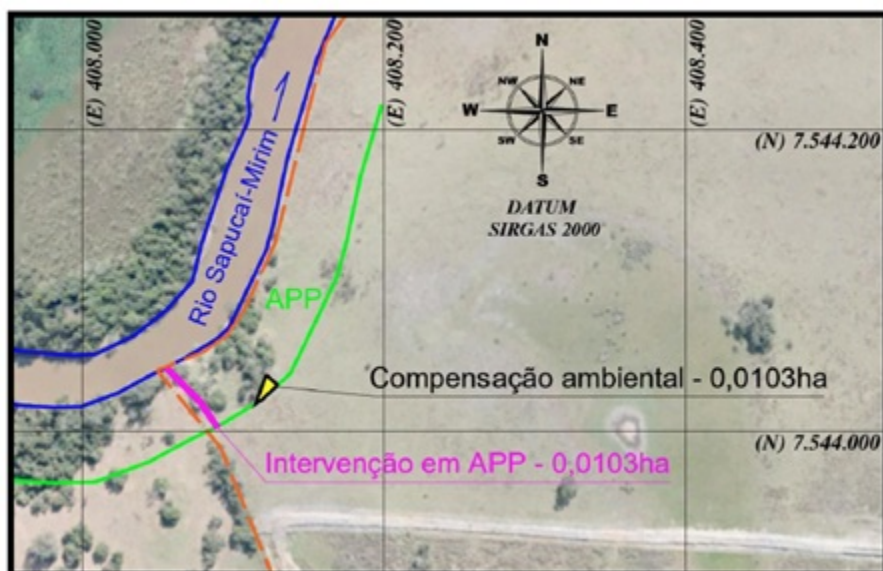 (E) 408.000
(E) 408.200
(E) 408.400
N
NW
NE
W
E
SW
SE
S
(N) 7.544.200
DATUM
SIRGAS 2000
Rio Sapucaí-Mirim
APP
Compensação ambiental - 0,0103ha
(N) 7.544.000
Intervenção em APP - 0,0103ha